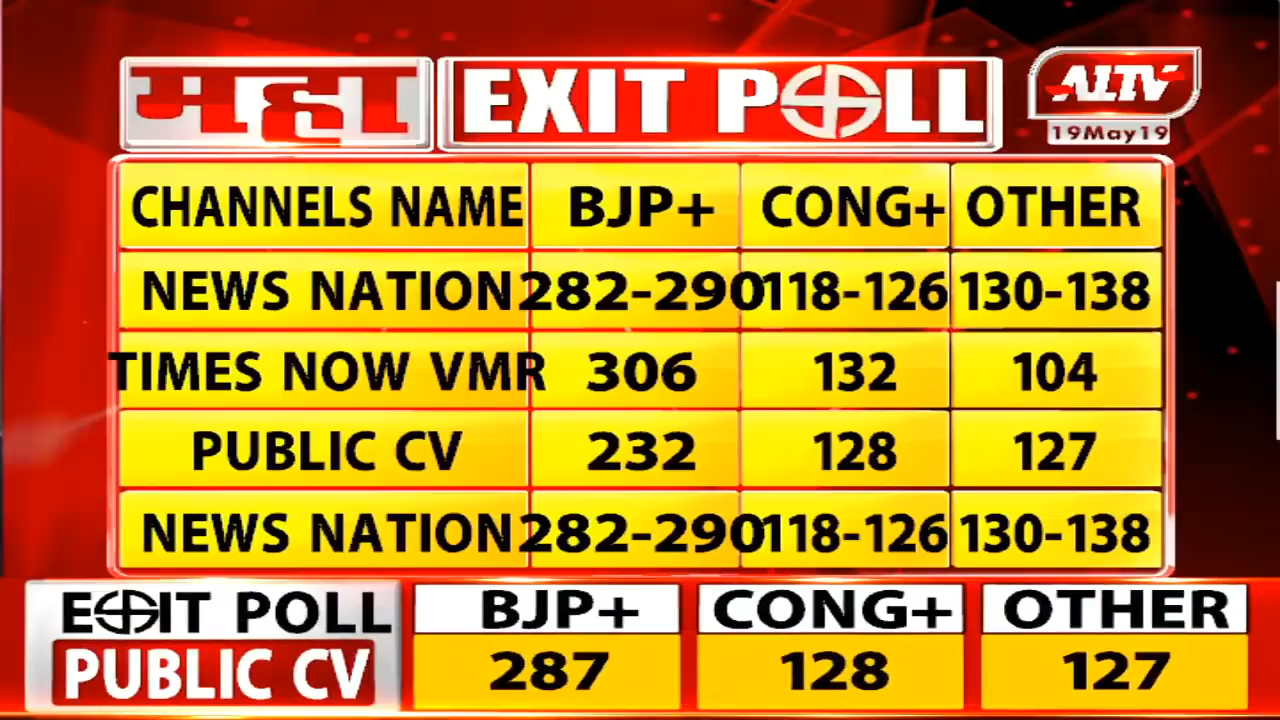 महा EXIT POLL
ALTV
19May19
CHANNELS NAME BJP+ CONG+ OTHER
NEWS NATION 282-290 118-126 130-138
TIMES NOW VMR 306 132 104
PUBLIC CV 232 128 127
NEWS NATION 282-290 118-126 130-138
EXIT POLL BJP+ CONG+ OTHER
PUBLIC CV 287 128 127